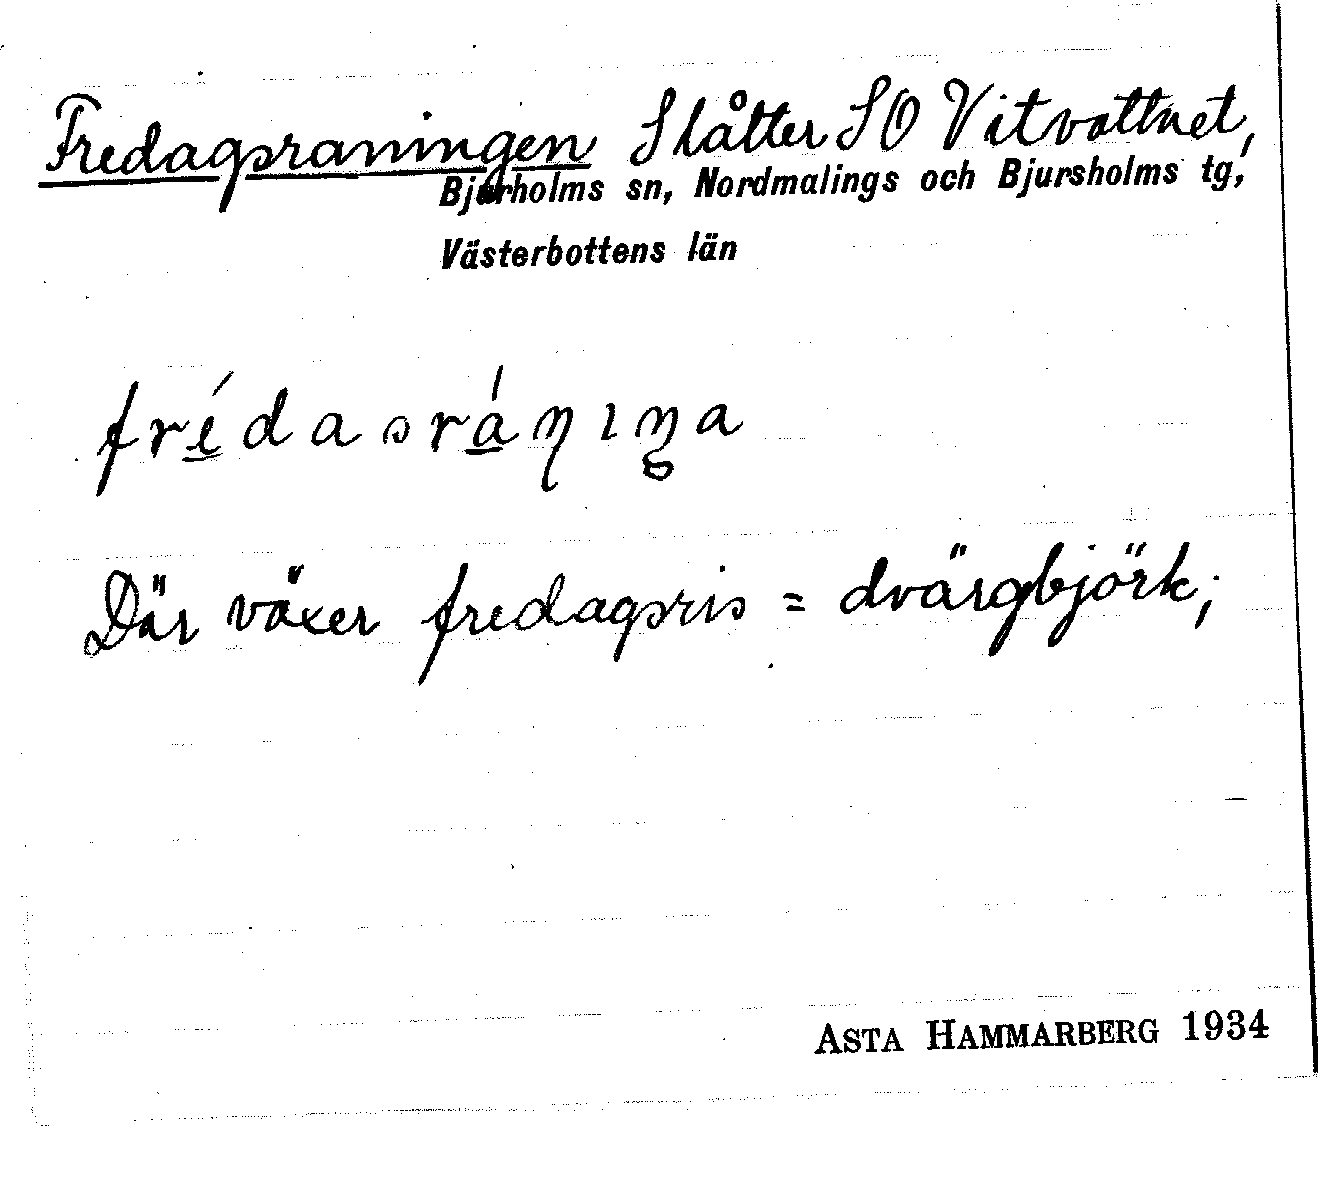 Fredagsraningen Slåtter SO Vitvattnet,
Bjurholms sn, Nordmalings och Bjursholms tg,
Västerbottens län
frédasráηıŋa
Där växer fredagsris = dvärgbjörk;
ASTA HAMMARBERG 1934